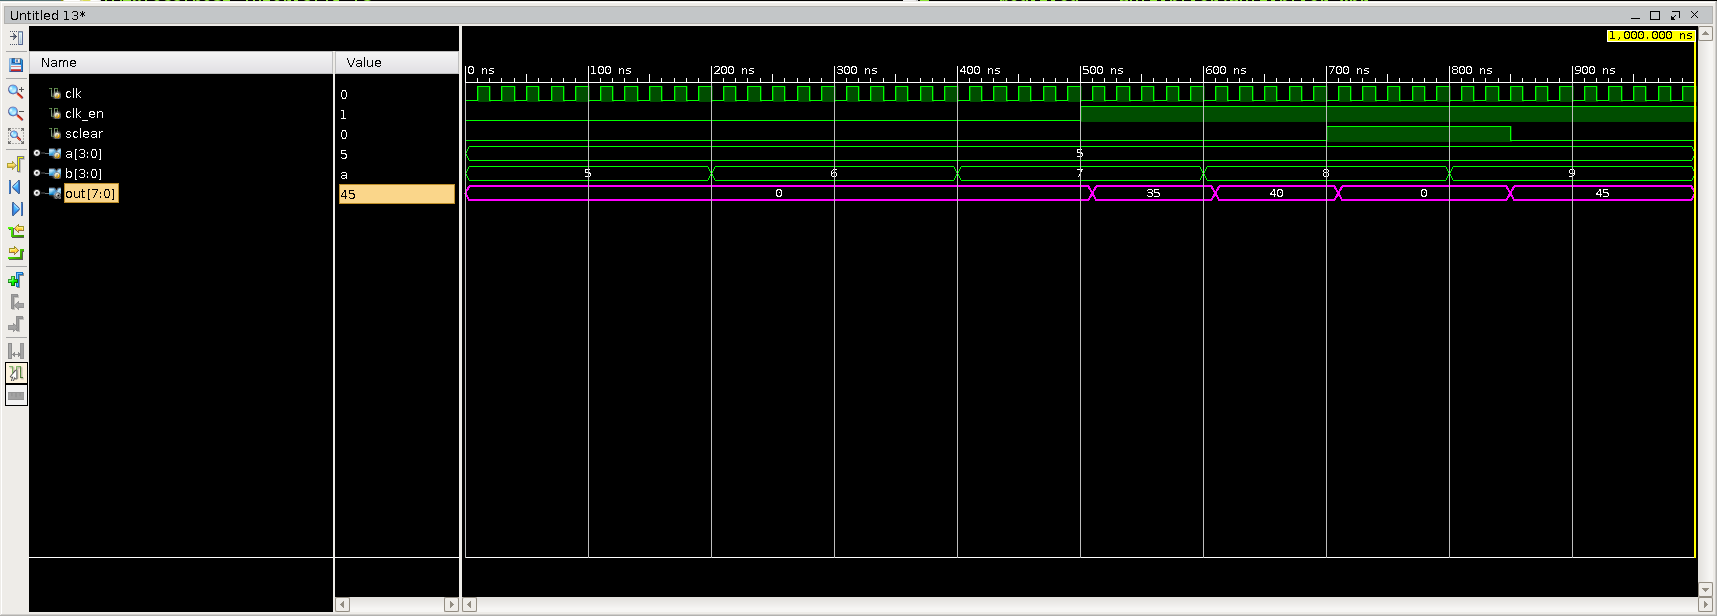 Untitled 13*
1,000.000 ns
Name Value
0 ns 100 ns 200 ns 300 ns 400 ns 500 ns 600 ns 700 ns 800 ns 900 ns
clk 0
clk_en 1
sclear 0
a[3:0] 5 5
b[3:0] a 5 6 7 8 9
out[7:0] 45 0 35 40 0 45